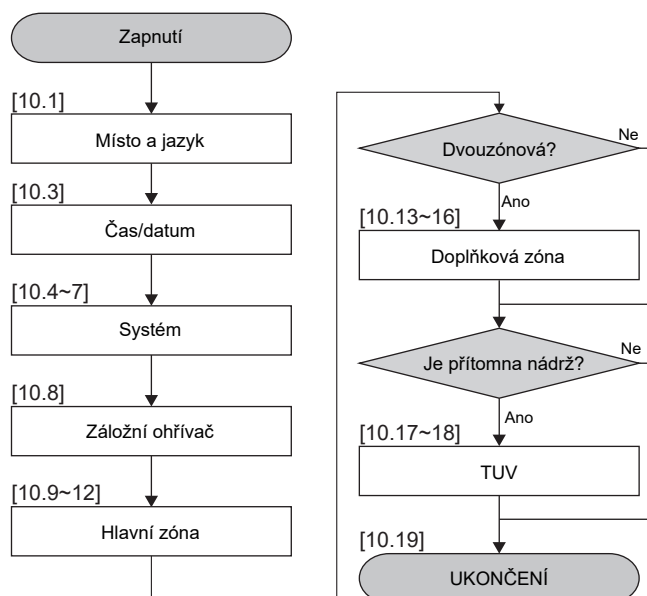 Zapnutí
[10.1]
Místo a jazyk
[10.3]
Čas/datum
[10.4~7]
Systém
[10.8]
Záložní ohřívač
[10.9~12]
Hlavní zóna
Dvouzónová?
Ne
Ano
[10.13~16]
Doplňková zóna
Je přítomna nádrž?
Ne
Ano
[10.17~18]
TUV
[10.19]
UKONČENÍ